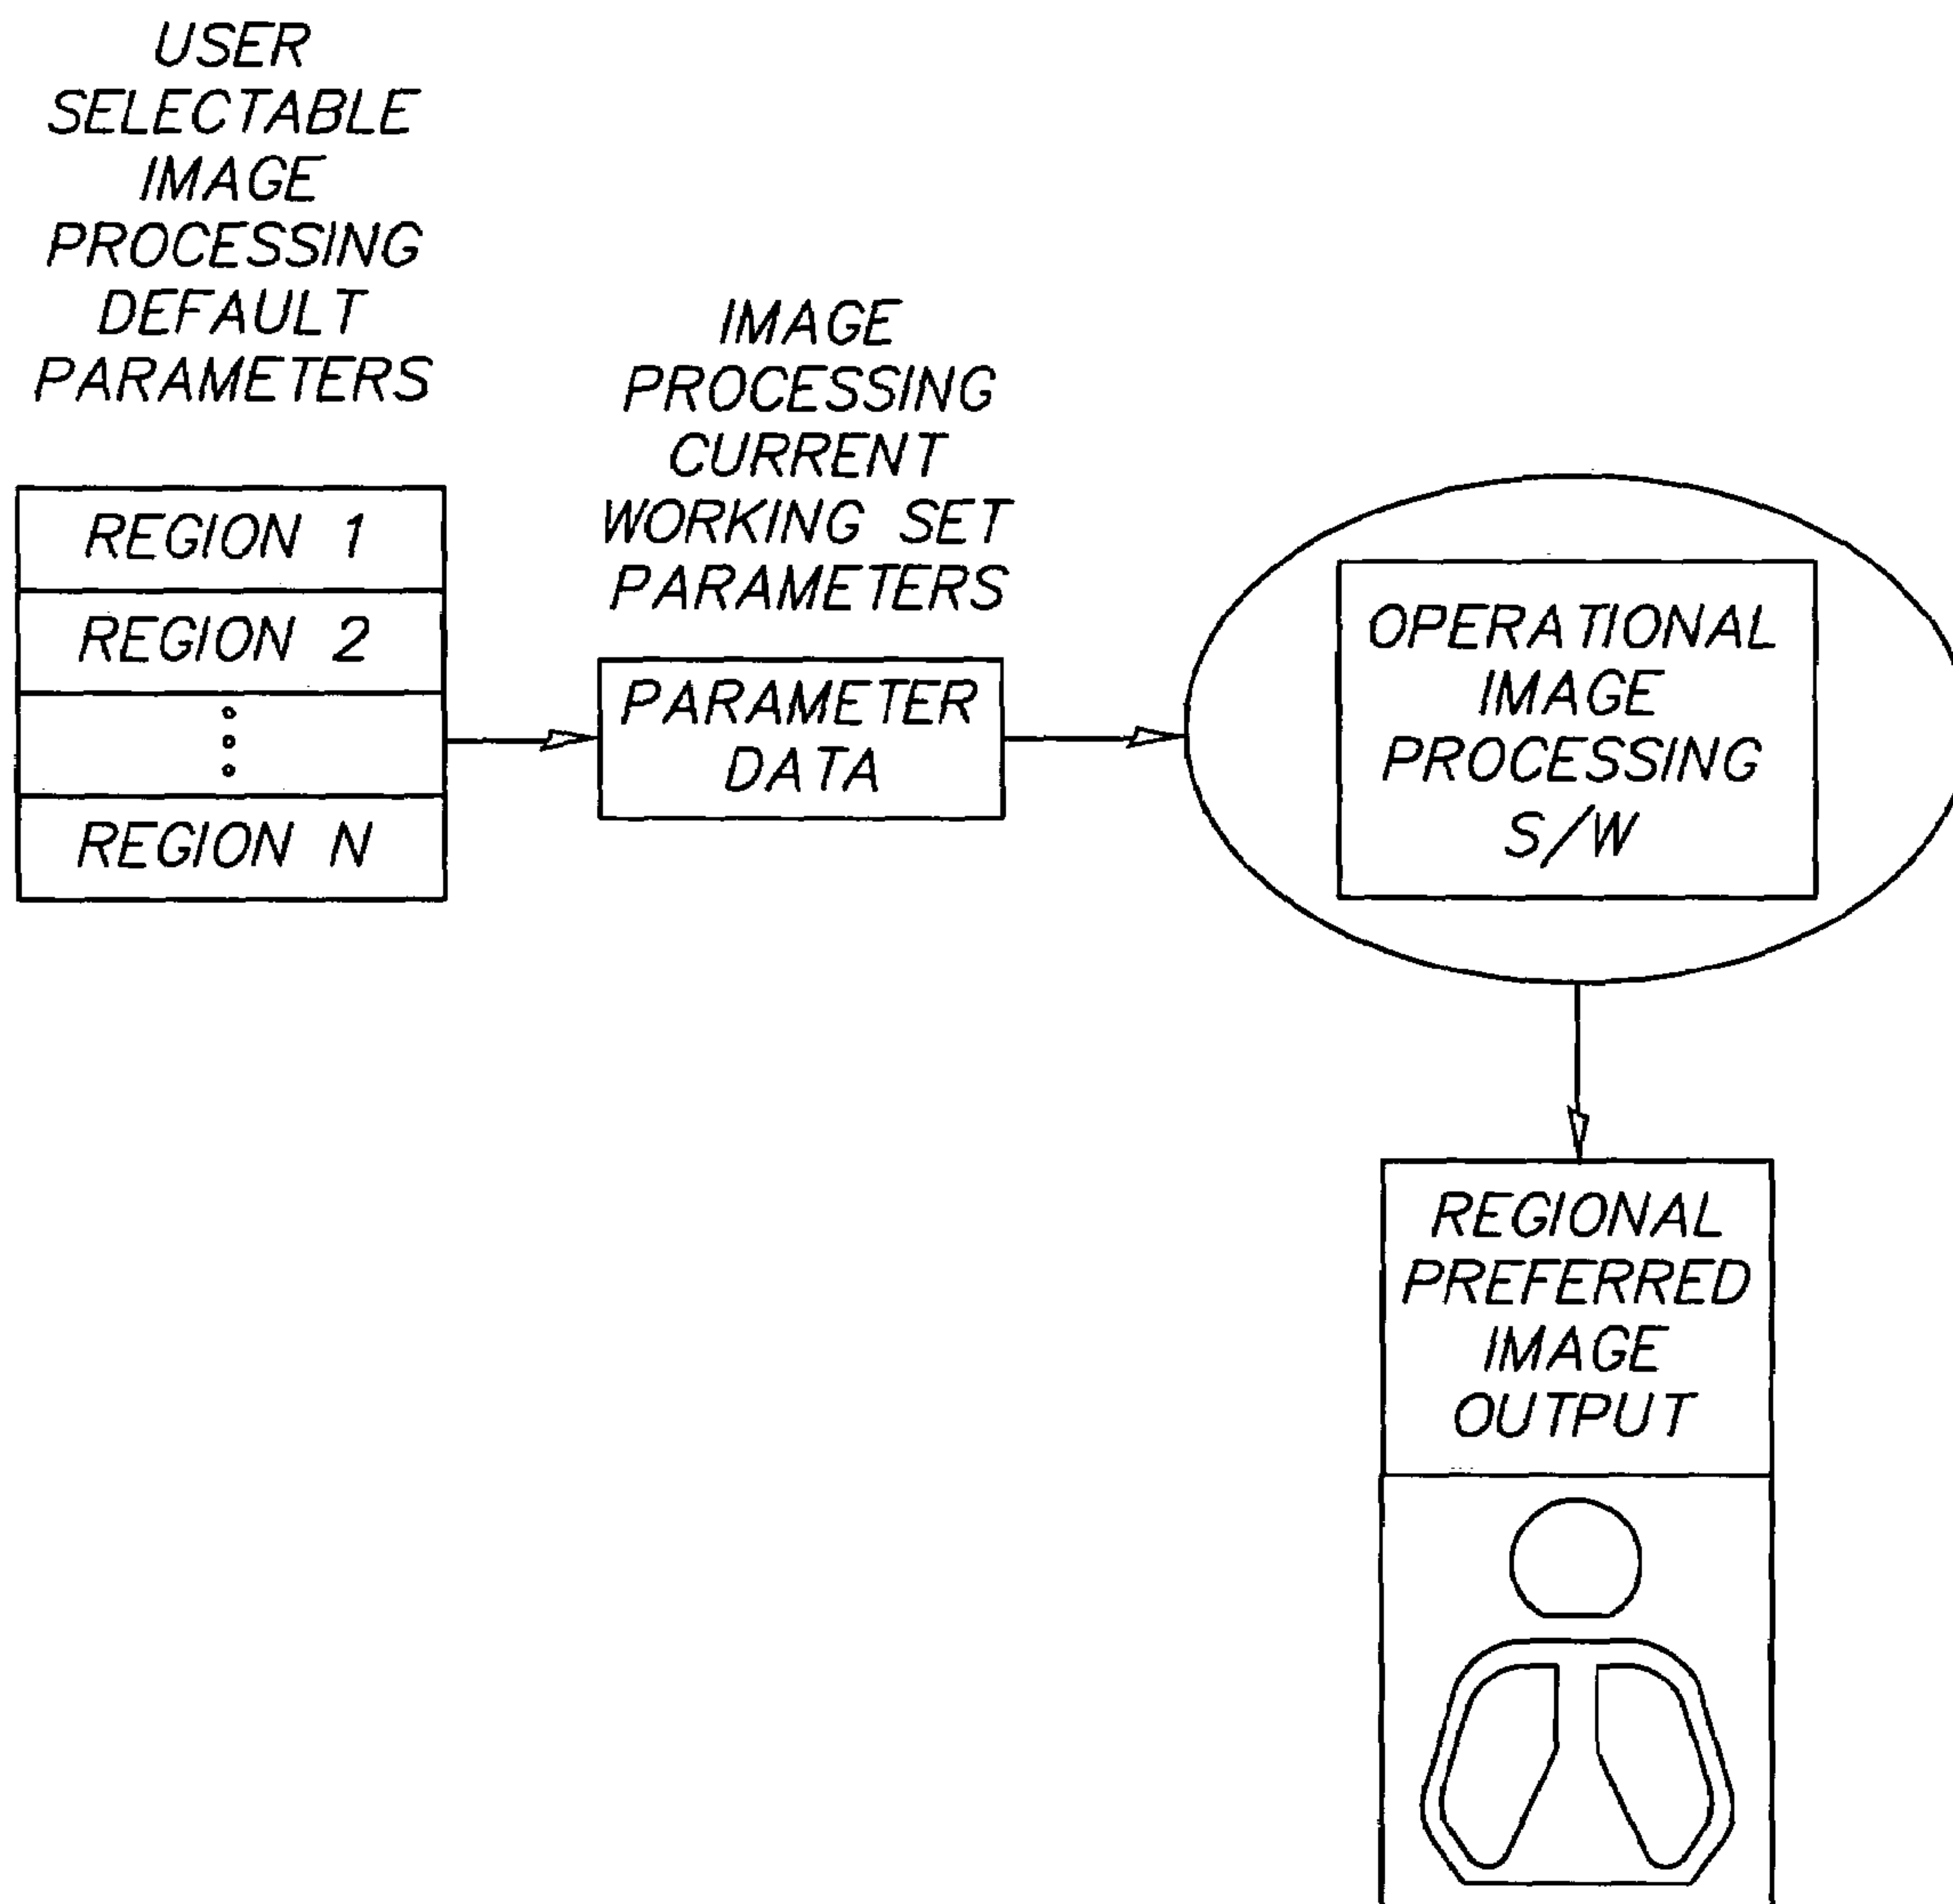 USER
SELECTABLE
IMAGE
PROCESSING
DEFAULT
PARAMETERS
REGION 1
REGION 2
REGION N
IMAGE
PROCESSING
CURRENT
WORKING SET
PARAMETERS
PARAMETER
DATA
OPERATIONAL
IMAGE
PROCESSING
S/W
REGIONAL
PREFERRED
IMAGE
OUTPUT